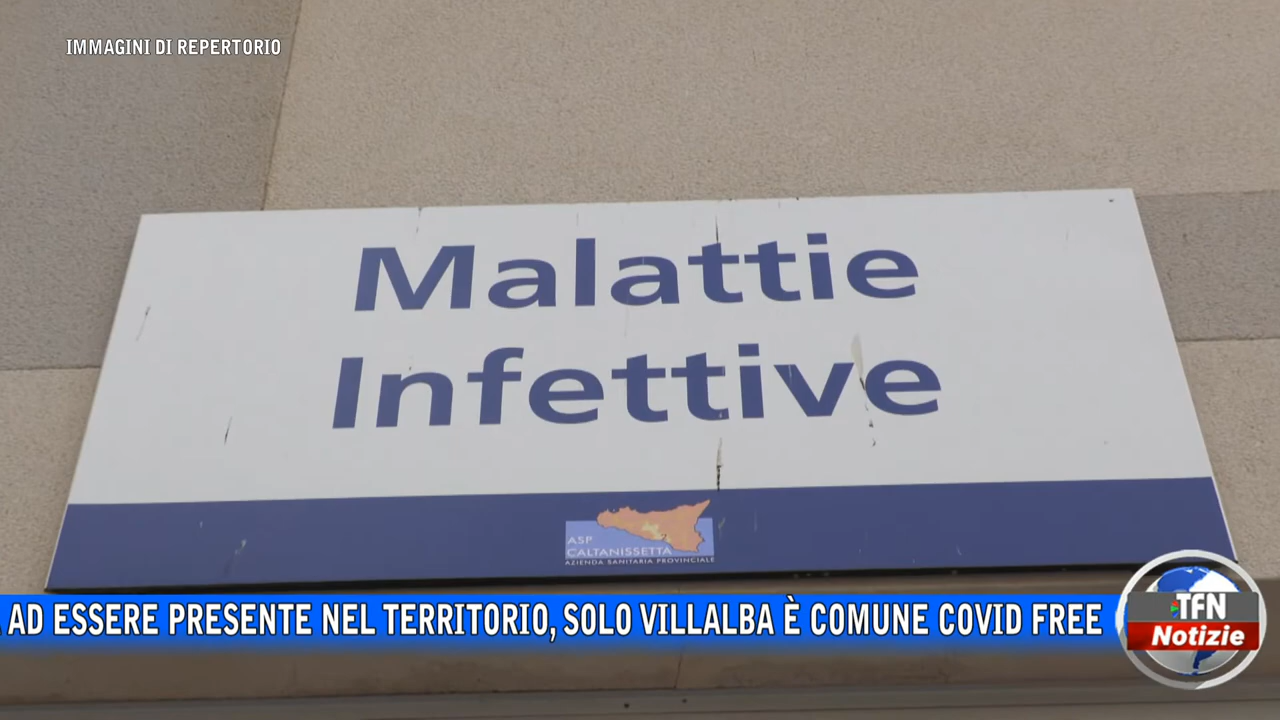 IMMAGINI DI REPERTORIO
Malattie
Infettive
ASP
CALTANISSETTA
AZIENDA SANITARIA PROVINCIALE
AD ESSERE PRESENTE NEL TERRITORIO, SOLO VILLALBA È COMUNE COVID FREE
TFN
Notizie